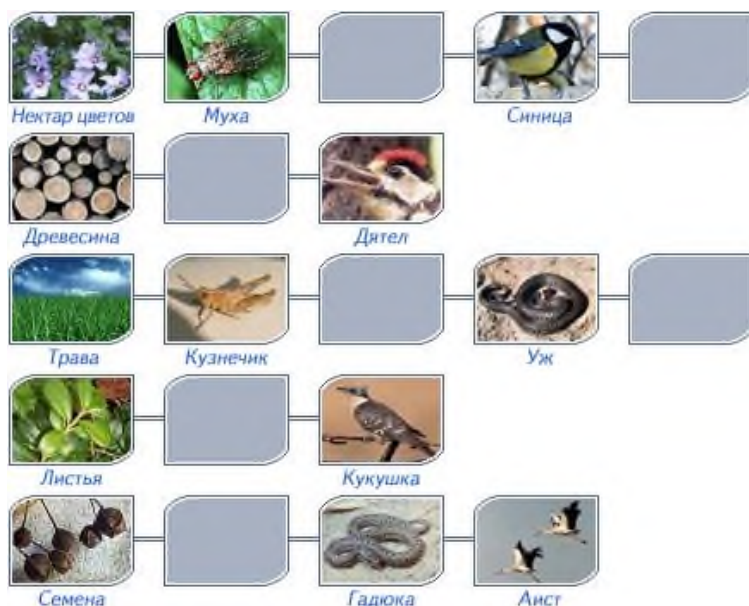 Нектар цветов Муха Синица
Древесина Дятел
Трава Кузнечик Уж
Листья Кукушка
Семена Гадюка Аист